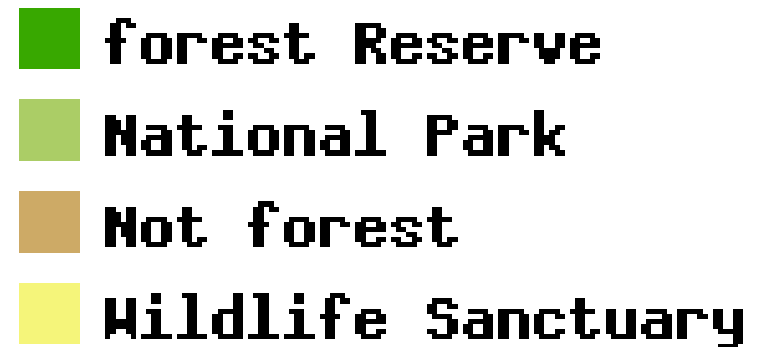 forest Reserve
National Park
Not forest
Wildlife Sanctuary